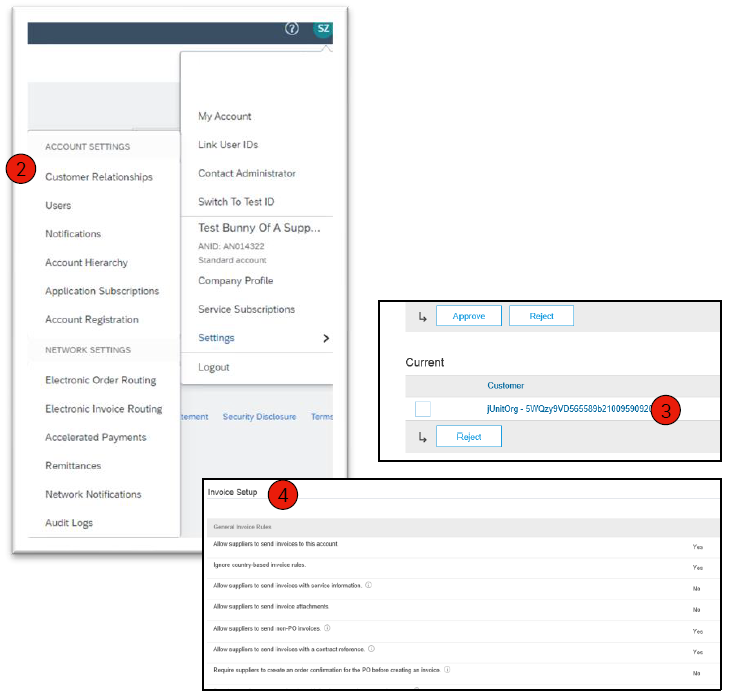 ?
SZ
My Account
Link User IDs
Contact Administrator
Switch To Test ID
Test Bunny Of A Supp...
ANID: AN014322
Standard account
Company Profile
Service Subscriptions
Settings
Logout
2
ACCOUNT SETTINGS
Customer Relationships
Users
Notifications
Account Hierarchy
Application Subscriptions
Account Registration
NETWORK SETTINGS
Electronic Order Routing
Electronic Invoice Routing
Accelerated Payments
Remittances
Network Notifications
Audit Logs
tement Security Disclosure Terms
Approve Reject
Current
Customer
jUnitOrg - 5WQzy9VD565589b2100959092
3
Reject
Invoice Setup
4
General Invoice Rules
Allow suppliers to send invoices to this account. Yes
Ignore country-based invoice rules. Yes
Allow suppliers to send invoices with service information. No
Allow suppliers to send invoice attachments. No
Allow suppliers to send non-PO invoices. Yes
Allow suppliers to send invoices with a contract reference. Yes
Require suppliers to create an order confirmation for the PO before creating an invoice. No